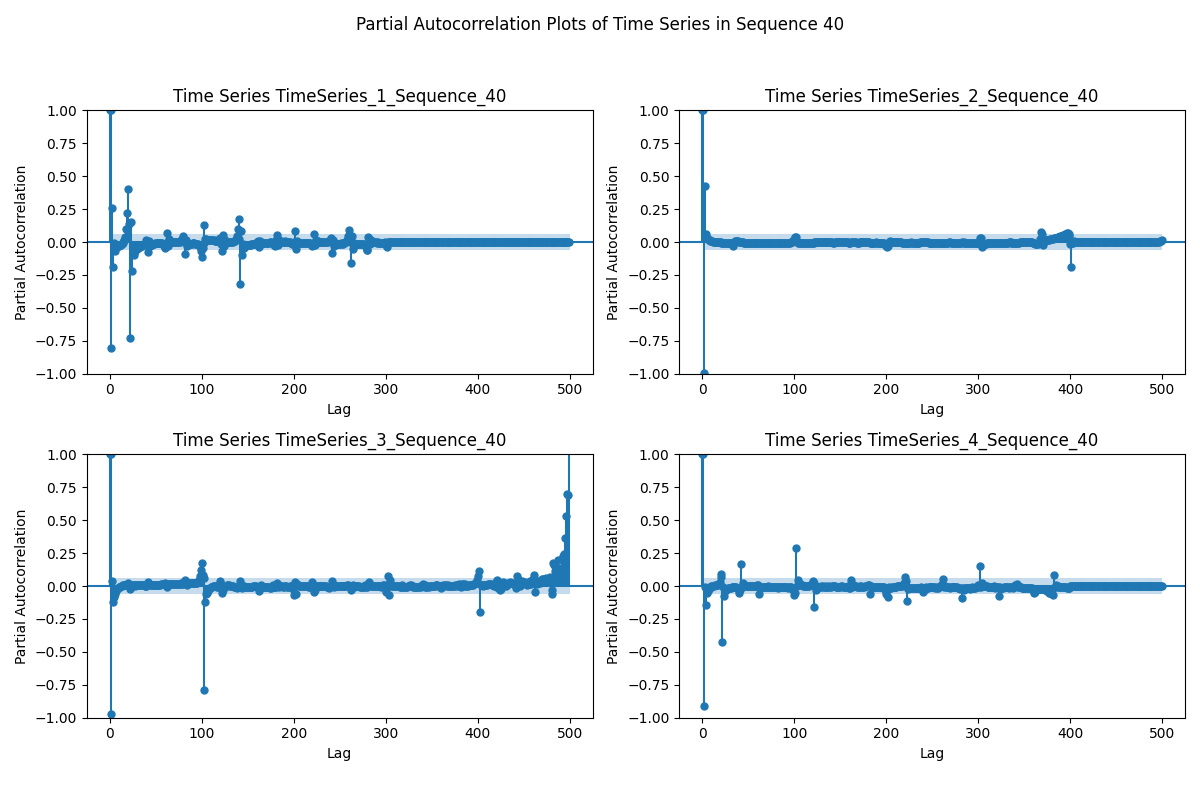 Partial Autocorrelation Plots of Time Series in Sequence 40
Time Series TimeSeries_1_Sequence_40
Partial Autocorrelation
1.00
0.75
0.50
0.25
0.00
−0.25
−0.50
−0.75
−1.00
0 100 200 300 400 500
Lag
Time Series TimeSeries_2_Sequence_40
Partial Autocorrelation
1.00
0.75
0.50
0.25
0.00
−0.25
−0.50
−0.75
−1.00
0 100 200 300 400 500
Lag
Time Series TimeSeries_3_Sequence_40
Partial Autocorrelation
1.00
0.75
0.50
0.25
0.00
−0.25
−0.50
−0.75
−1.00
0 100 200 300 400 500
Lag
Time Series TimeSeries_4_Sequence_40
Partial Autocorrelation
1.00
0.75
0.50
0.25
0.00
−0.25
−0.50
−0.75
−1.00
0 100 200 300 400 500
Lag